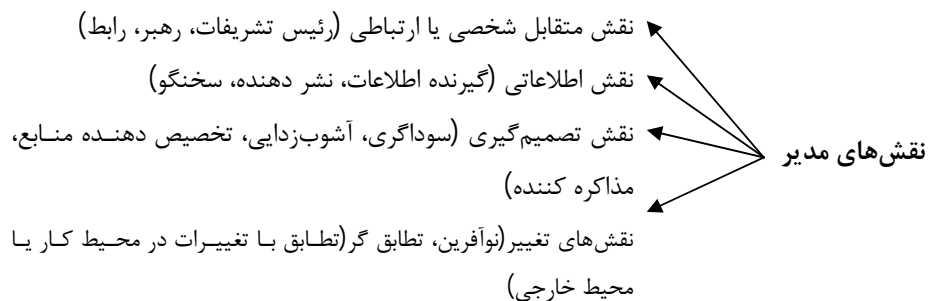 نقش متقابل شخصی یا ارتباطی (رئیس تشریفات، رهبر، رابط)
نقش اطلاعاتی (گیرنده اطلاعات، نشر دهنده، سخنگو)
نقش تصمیم‌گیری (سوداگری، آشوب‌زدایی، تخصیص دهنده منابع،
مذاکره کننده)
نقش‌های مدیر
نقش‌های تغییر(نوآفرین، تطابق گر(تطابق با تغییرات در محیط کار یا
محیط خارجی)